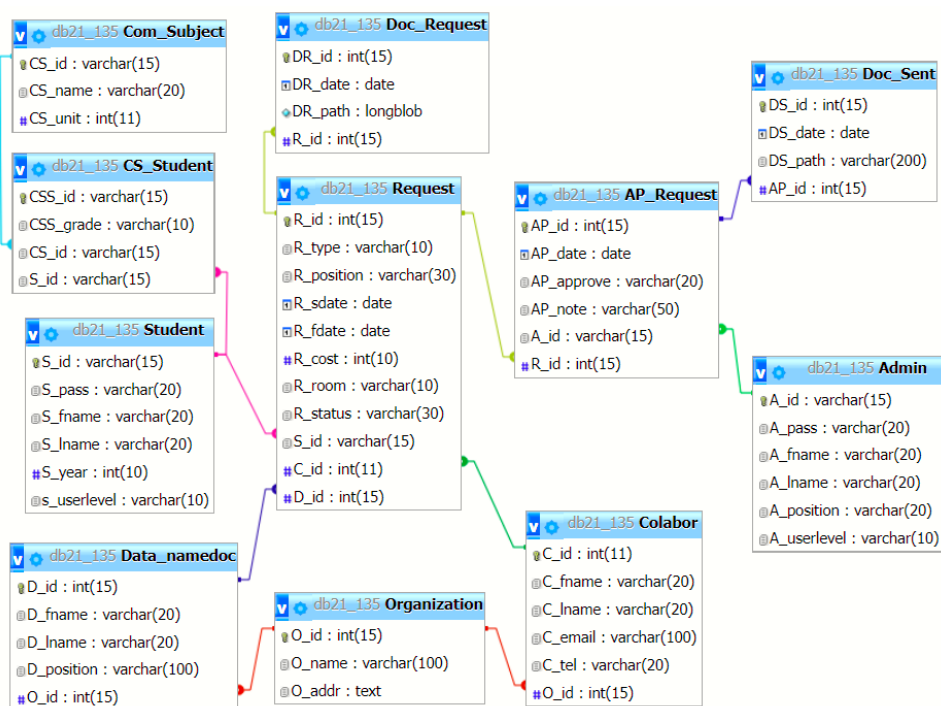 db21_135 Com_Subject
CS_id : varchar(15)
CS_name : varchar(20)
CS_unit : int(11)
db21_135 Doc_Request
DR_id : int(15)
DR_date : date
DR_path : longblob
R_id : int(15)
db21_135 Doc_Sent
DS_id : int(15)
DS_date : date
DS_path : varchar(200)
AP_id : int(15)
db21_135 CS_Student
CSS_id : varchar(15)
CSS_grade : varchar(10)
CS_id : varchar(15)
S_id : varchar(15)
db21_135 Request
R_id : int(15)
R_type : varchar(10)
R_position : varchar(30)
R_sdate : date
R_fdate : date
R_cost : int(10)
R_room : varchar(10)
R_status : varchar(30)
S_id : varchar(15)
C_id : int(11)
D_id : int(15)
db21_135 AP_Request
AP_id : int(15)
AP_date : date
AP_approve : varchar(20)
AP_note : varchar(50)
A_id : varchar(15)
R_id : int(15)
db21_135 Student
S_id : varchar(15)
S_pass : varchar(20)
S_fname : varchar(20)
S_lname : varchar(20)
S_year : int(10)
s_userlevel : varchar(10)
db21_135 Admin
A_id : varchar(15)
A_pass : varchar(20)
A_fname : varchar(20)
A_lname : varchar(20)
A_position : varchar(20)
A_userlevel : varchar(10)
db21_135 Data_namedoc
D_id : int(15)
D_fname : varchar(20)
D_lname : varchar(20)
D_position : varchar(100)
O_id : int(15)
db21_135 Organization
O_id : int(15)
O_name : varchar(100)
O_addr : text
db21_135 Colabor
C_id : int(11)
C_fname : varchar(20)
C_lname : varchar(20)
C_email : varchar(100)
C_tel : varchar(20)
O_id : int(15)